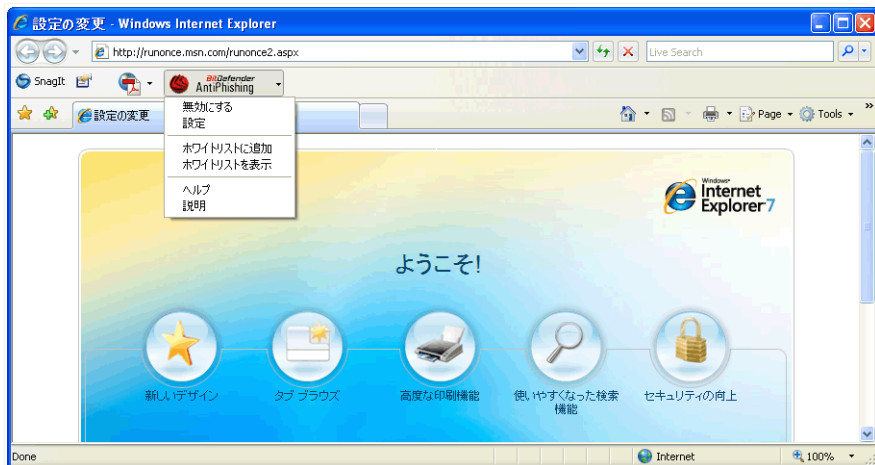 設定の変更 - Windows Internet Explorer
http://runonce.msn.com/runonce2.aspx
Live Search
SnagIt
BitDefender
AntiPhishing
無効にする
設定
ホワイトリストに追加
ホワイトリストを表示
ヘルプ
説明
設定の変更
Page
Tools
Windows
Internet
Explorer 7
ようこそ!
新しいデザイン
タブ ブラウズ
高度な印刷機能
使いやすくなった検索
機能
セキュリティの向上
Done
Internet
100%